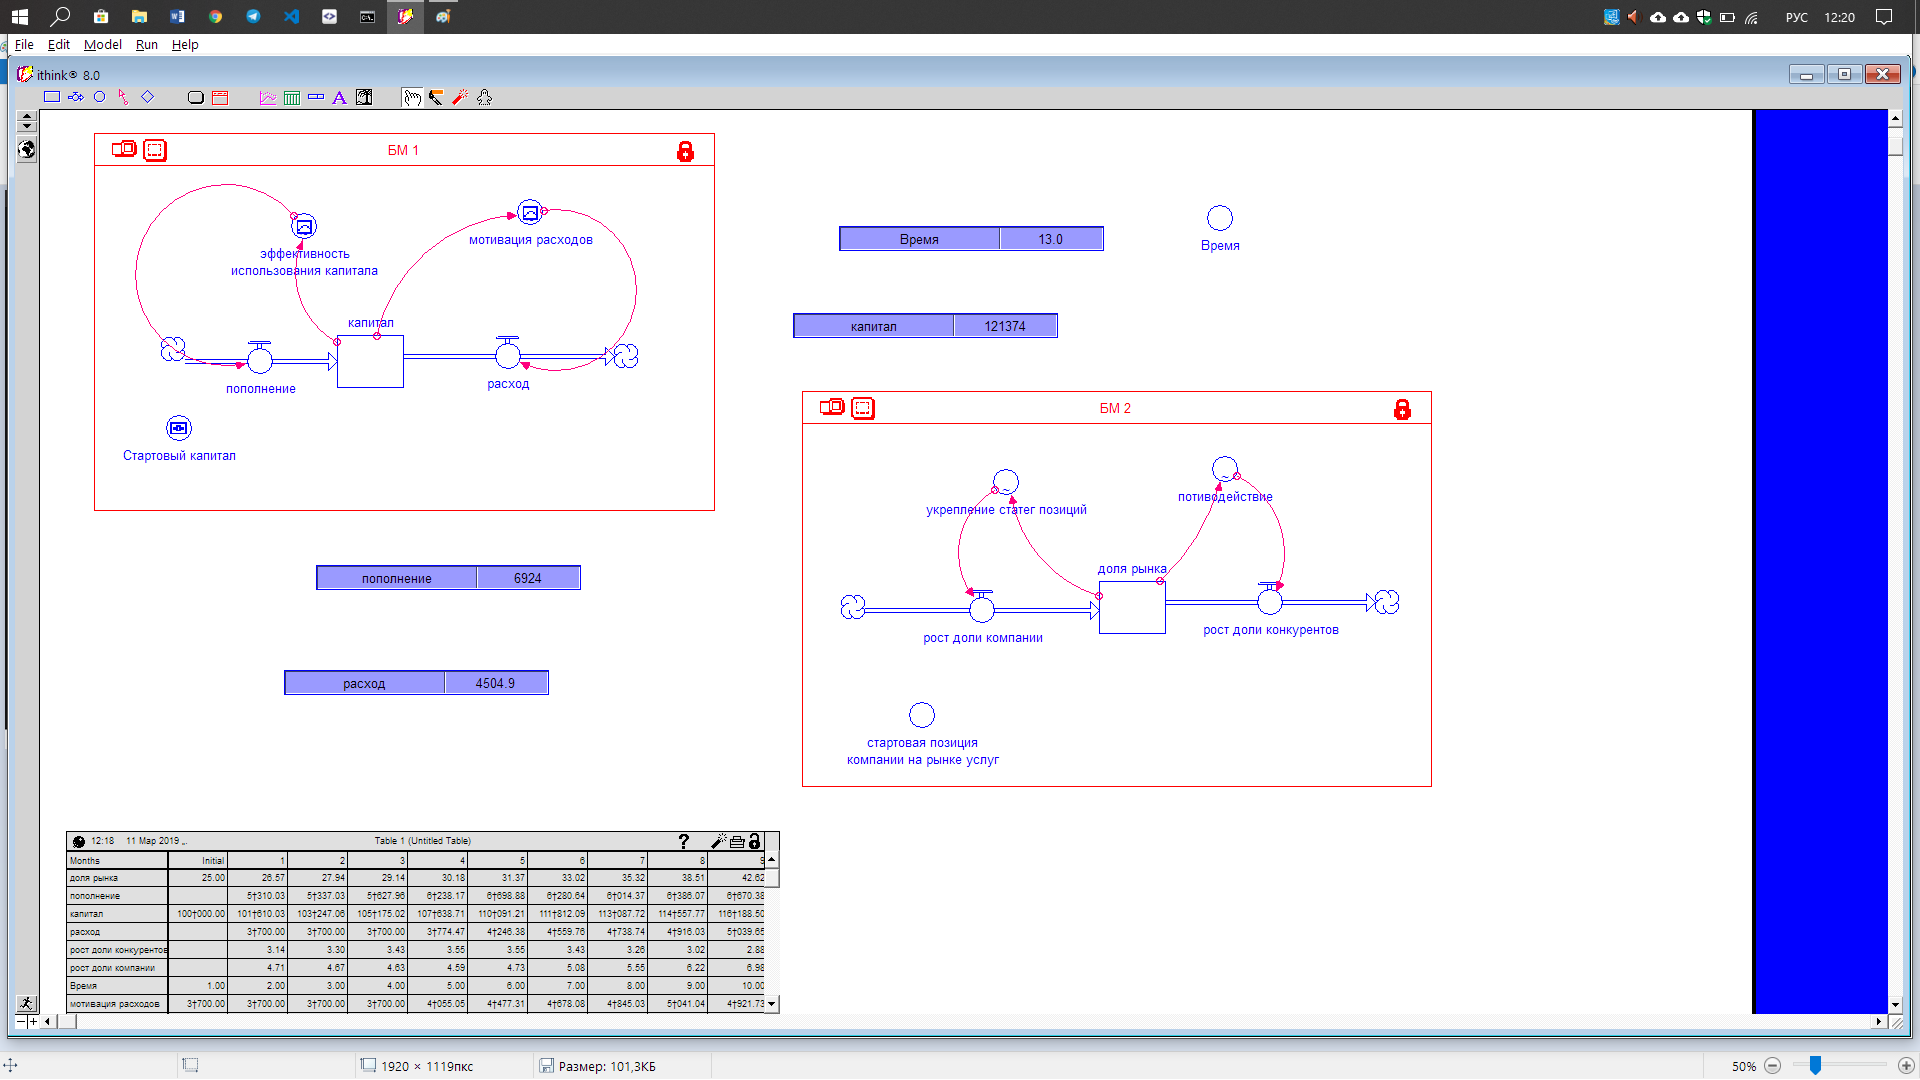 РУС 12:20
File Edit Model Run Help
ithink® 8.0
БМ 1
эффективность
использования капитала
мотивация расходов
капитал
пополнение
расход
Стартовый капитал
Время 13.0
Время
капитал 121374
БМ 2
укрепление статег позиций
потиводействие
доля рынка
рост доли компании
рост доли конкурентов
стартовая позиция
компании на рынке услуг
пополнение 6924
расход 4504.9
12:18 11 Мар 2019 Table 1 (Untitled Table) ?
Months Initial 1 2 3 4 5 6 7 8 9
доля рынка 25.00 26.57 27.94 29.14 30.18 31.37 33.02 35.32 38.51 42.62
пополнение 5†310.03 5†337.03 5†627.96 6†238.17 6†698.88 6†280.64 6†014.37 6†386.07 6†670.38
капитал 100†000.00 101†610.03 103†247.06 105†175.02 107†638.71 110†091.21 111†812.09 113†087.72 114†557.77 116†188.50
расход 3†700.00 3†700.00 3†700.00 3†774.47 4†246.38 4†559.76 4†738.74 4†916.03 5†039.65
рост доли конкурентов 3.14 3.30 3.43 3.55 3.55 3.43 3.26 3.02 2.88
рост доли компании 4.71 4.67 4.63 4.59 4.73 5.08 5.55 6.22 6.98
Время 1.00 2.00 3.00 4.00 5.00 6.00 7.00 8.00 9.00 10.00
мотивация расходов 3†700.00 3†700.00 3†700.00 3†700.00 4†055.05 4†477.31 4†678.08 4†845.03 5†041.04 4†921.73
1920 × 1119пкс Размер: 101,3КБ 50%